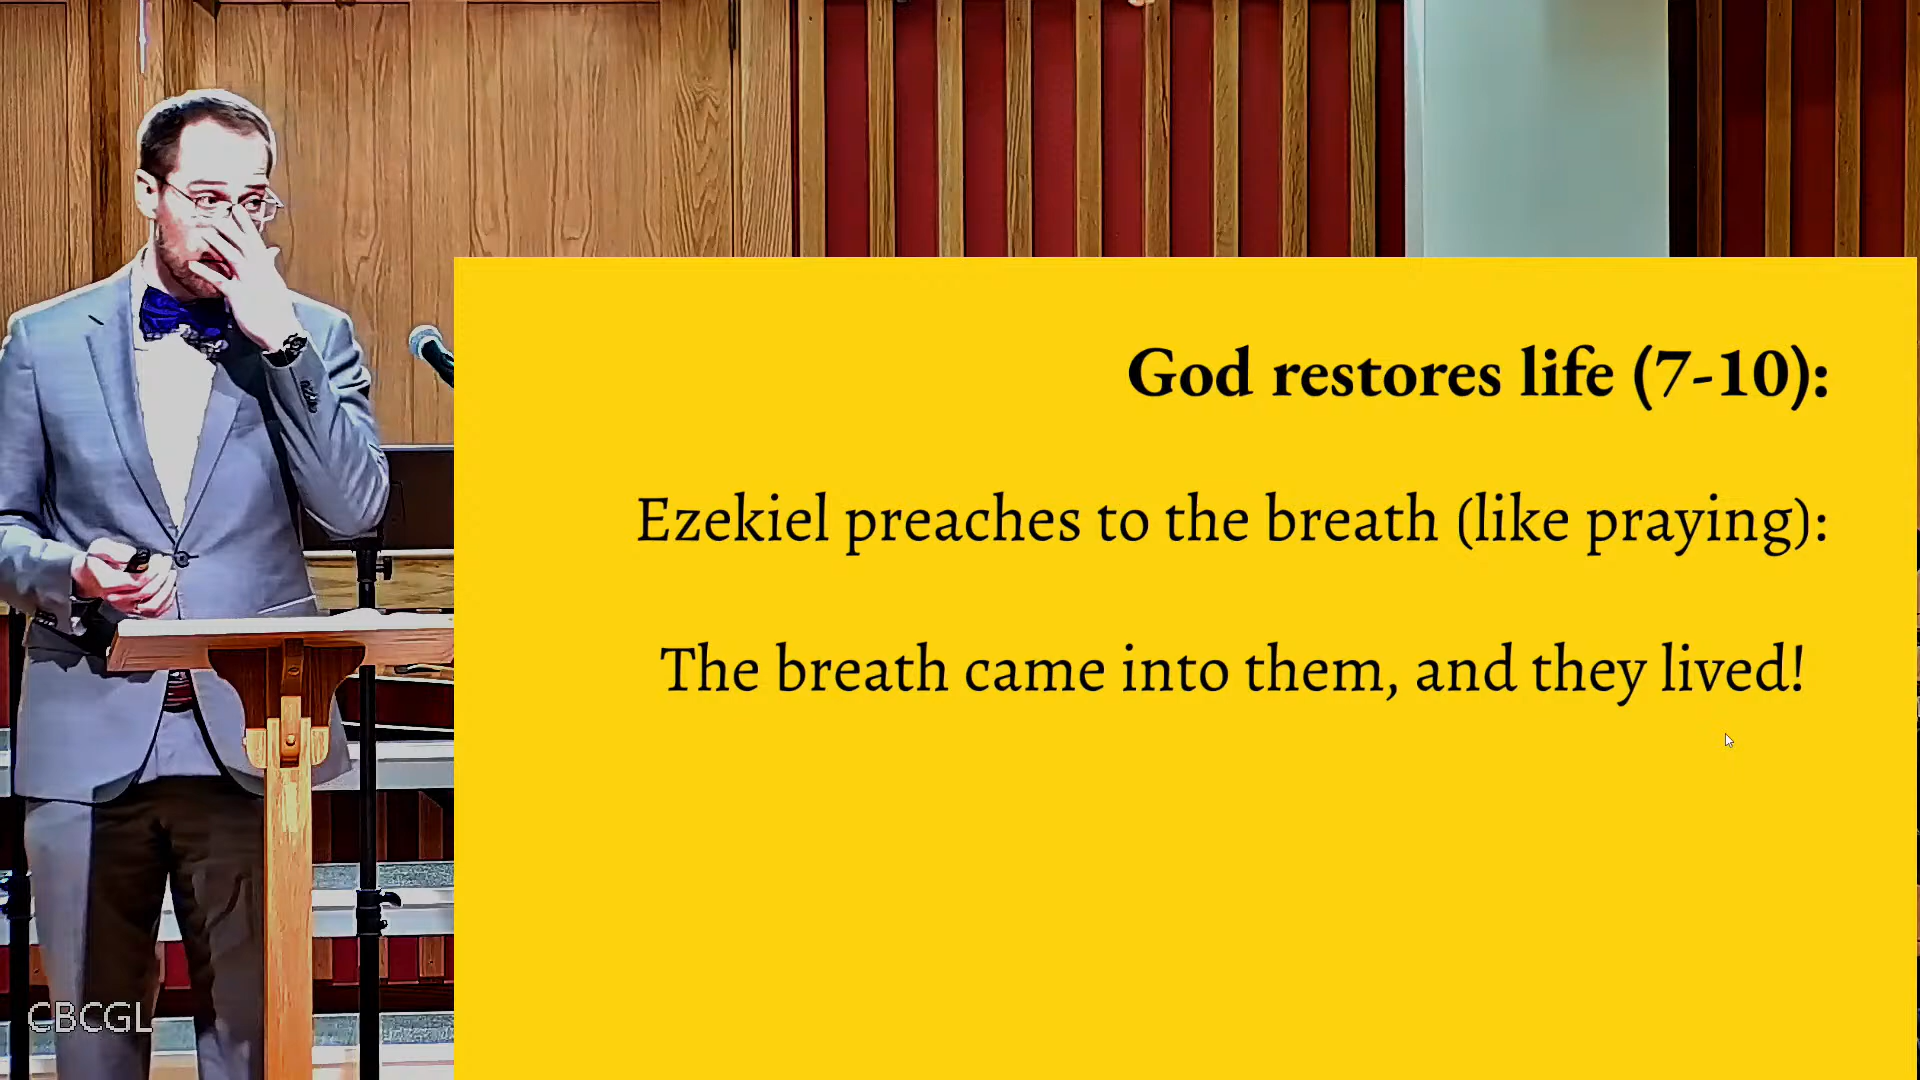 God restores life (7-10):
Ezekiel preaches to the breath (like praying):
The breath came into them, and they lived!
CBCGL